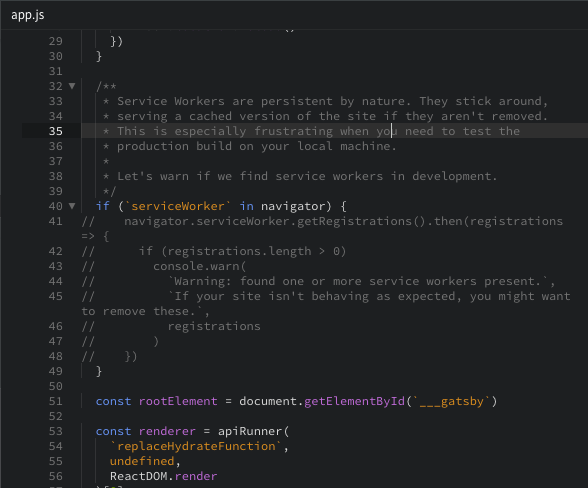 app.js
29 })
30 }
31
32 /**
33 * Service Workers are persistent by nature. They stick around,
34 * serving a cached version of the site if they aren't removed.
35 * This is especially frustrating when you need to test the
36 * production build on your local machine.
37 *
38 * Let's warn if we find service workers in development.
39 */
40 if (`serviceWorker` in navigator) {
41 // navigator.serviceWorker.getRegistrations().then(registrations
=> {
42 // if (registrations.length > 0)
43 // console.warn(
44 // `Warning: found one or more service workers present.`,
45 // `If your site isn't behaving as expected, you might want
to remove these.`,
46 // registrations
47 // )
48 // })
49 }
50
51 const rootElement = document.getElementById(`___gatsby`)
52
53 const renderer = apiRunner(
54 `replaceHydrateFunction`,
55 undefined,
56 ReactDOM.render